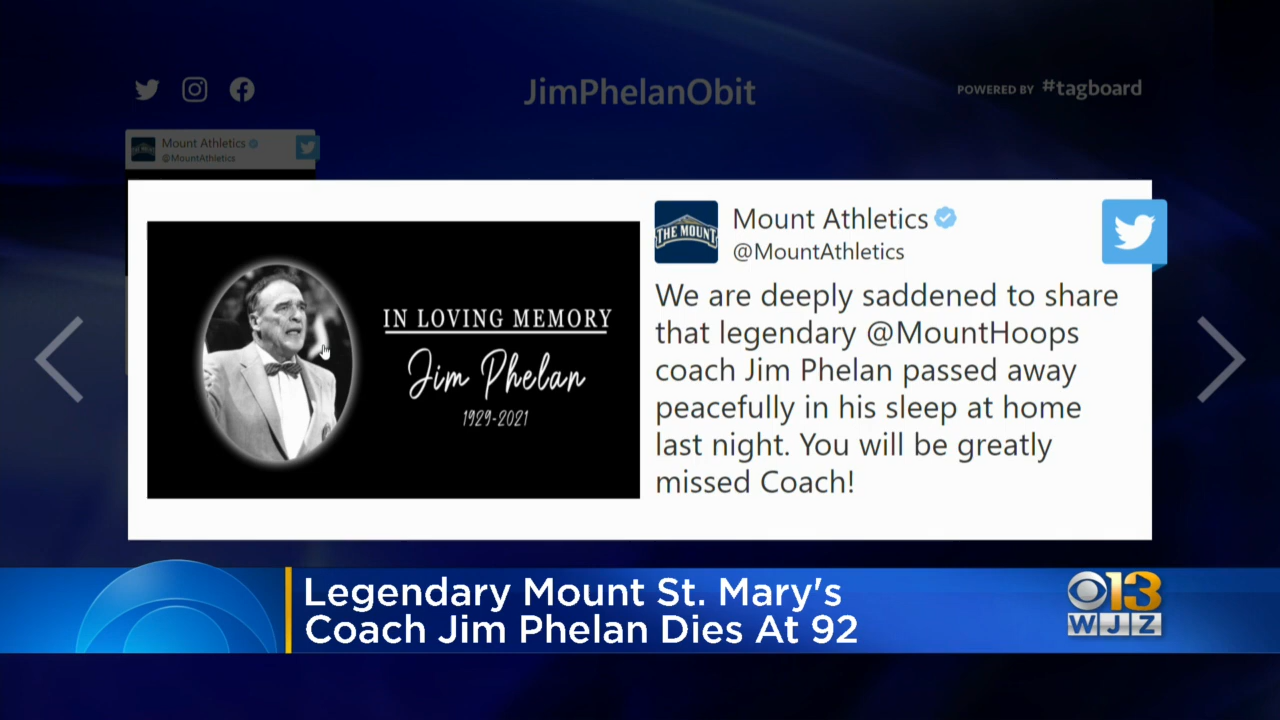 JimPhelanObit
POWERED BY #tagboard
Mount Athletics
@MountAthletics
IN LOVING MEMORY
Jim Phelan
1929-2021
THE MOUNT
Mount Athletics
@MountAthletics
We are deeply saddened to share
that legendary @MountHoops
coach Jim Phelan passed away
peacefully in his sleep at home
last night. You will be greatly
missed Coach!
Legendary Mount St. Mary's
Coach Jim Phelan Dies At 92
13
WJZ